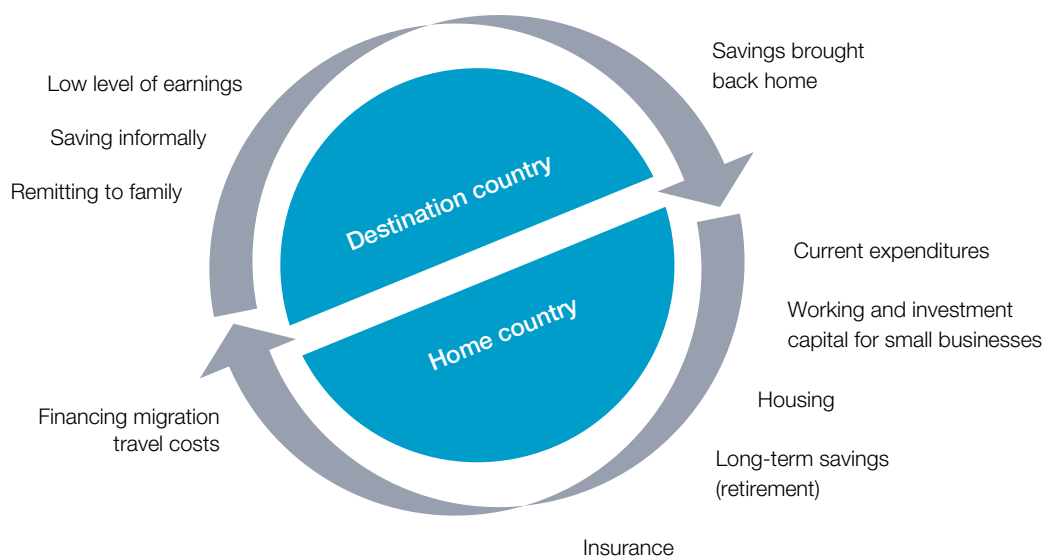 Savings brought
back home
Low level of earnings
Saving informally
Remitting to family
Destination country
Current expenditures
Home country
Working and investment
capital for small businesses
Housing
Financing migration
travel costs
Long-term savings
(retirement)
Insurance